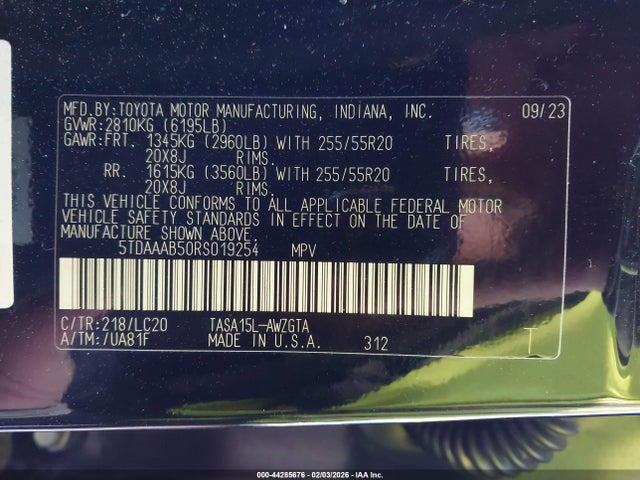 MFD.BY:TOYOTA MOTOR MANUFACTURING, INDIANA, INC. 09/23
GVWR:2810KG (6195LB)
GAWR:FRT. 1345KG (2960LB) WITH 255/55R20 TIRES,
20X8J RIMS.
RR. 1615KG (3560LB) WITH 255/55R20 TIRES,
20X8J RIMS.
THIS VEHICLE CONFORMS TO ALL APPLICABLE FEDERAL MOTOR
VEHICLE SAFETY STANDARDS IN EFFECT ON THE DATE OF
MANUFACTURE SHOWN ABOVE.
5TDAAAB50RS019254 MPV
C/TR:218/LC20 TASA15L-AWZGTA
A/TM:/UA81F MADE IN U.S.A. 312 T
000-44285676 - 02/03/2026 - IAA Inc.